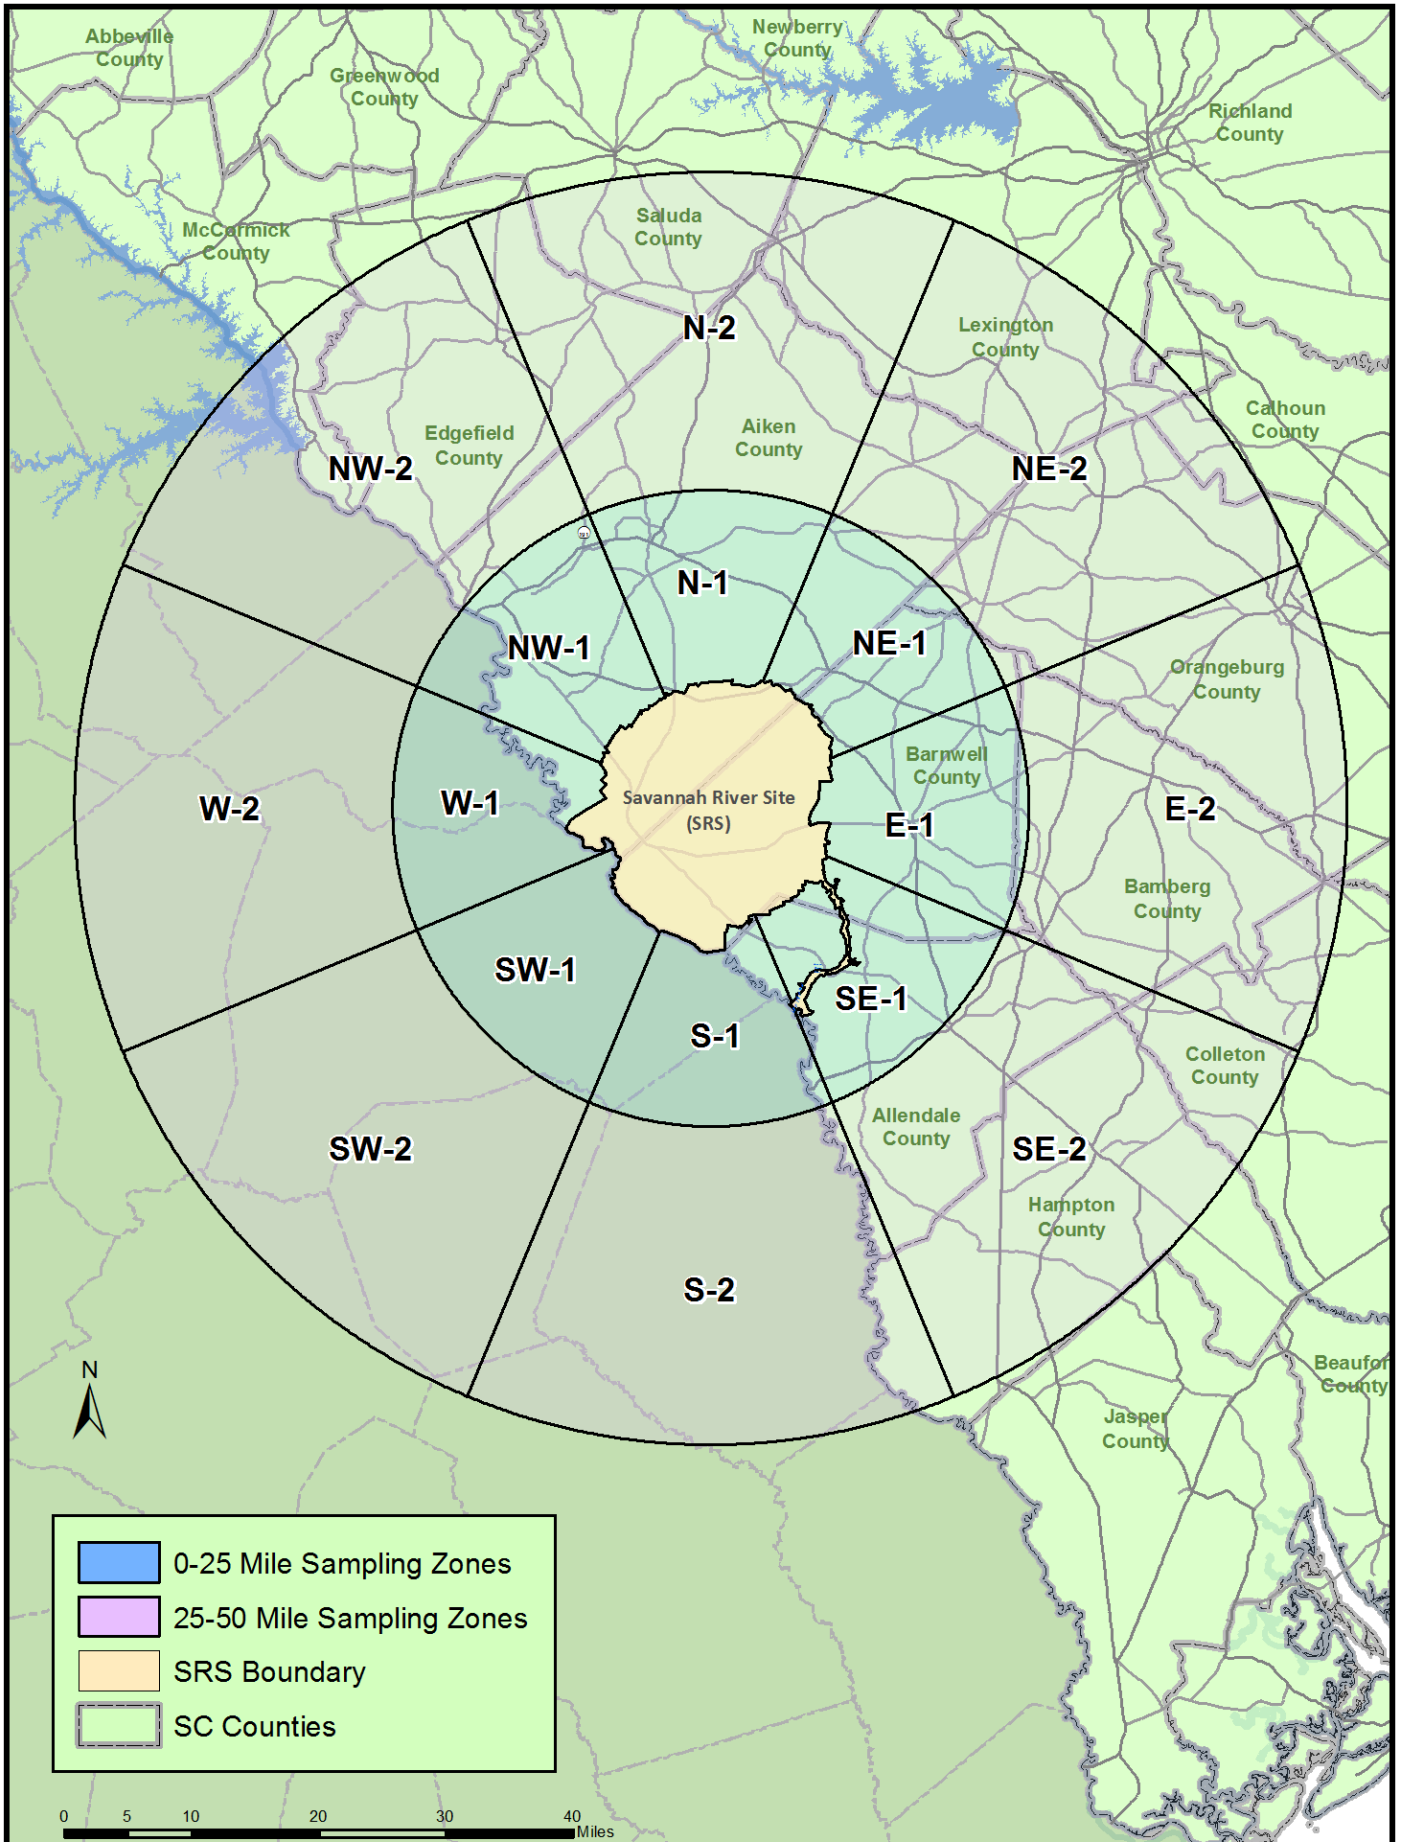 Abbeville
County
Greenwood
County
Newberry
County
Richland
County
McCormick
County
Saluda
County
N-2
Lexington
County
Calhoun
County
Edgefield
County
Aiken
County
NW-2
NE-2
191
N-1
NW-1
NE-1
Orangeburg
County
Barnwell
County
W-2
W-1
Savannah River Site
(SRS)
E-1
E-2
Bamberg
County
SW-1
SE-1
S-1
Colleton
County
Allendale
County
SW-2
SE-2
Hampton
County
S-2
N
Beaufor
County
Jasper
County
0-25 Mile Sampling Zones
25-50 Mile Sampling Zones
SRS Boundary
SC Counties
0 5 10 20 30 40
Miles